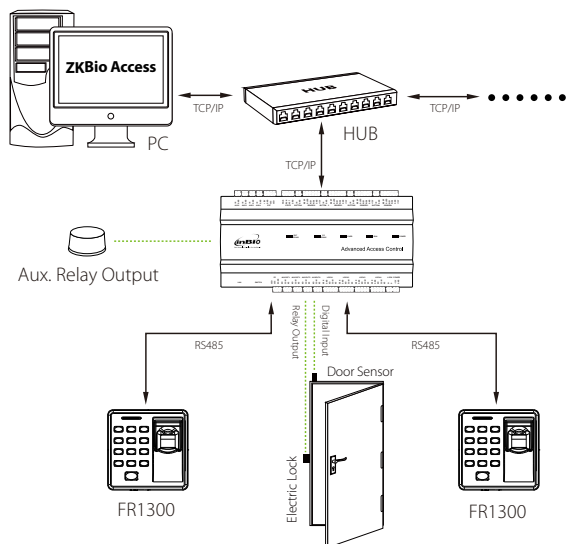 ZKBio Access
HUB
TCP/IP
TCP/IP
PC
HUB
TCP/IP
inBIO
Advanced Access Control
Aux. Relay Output
Relay Output
Digital Input
RS485
RS485
Door Sensor
Electric Lock
FR1300
FR1300